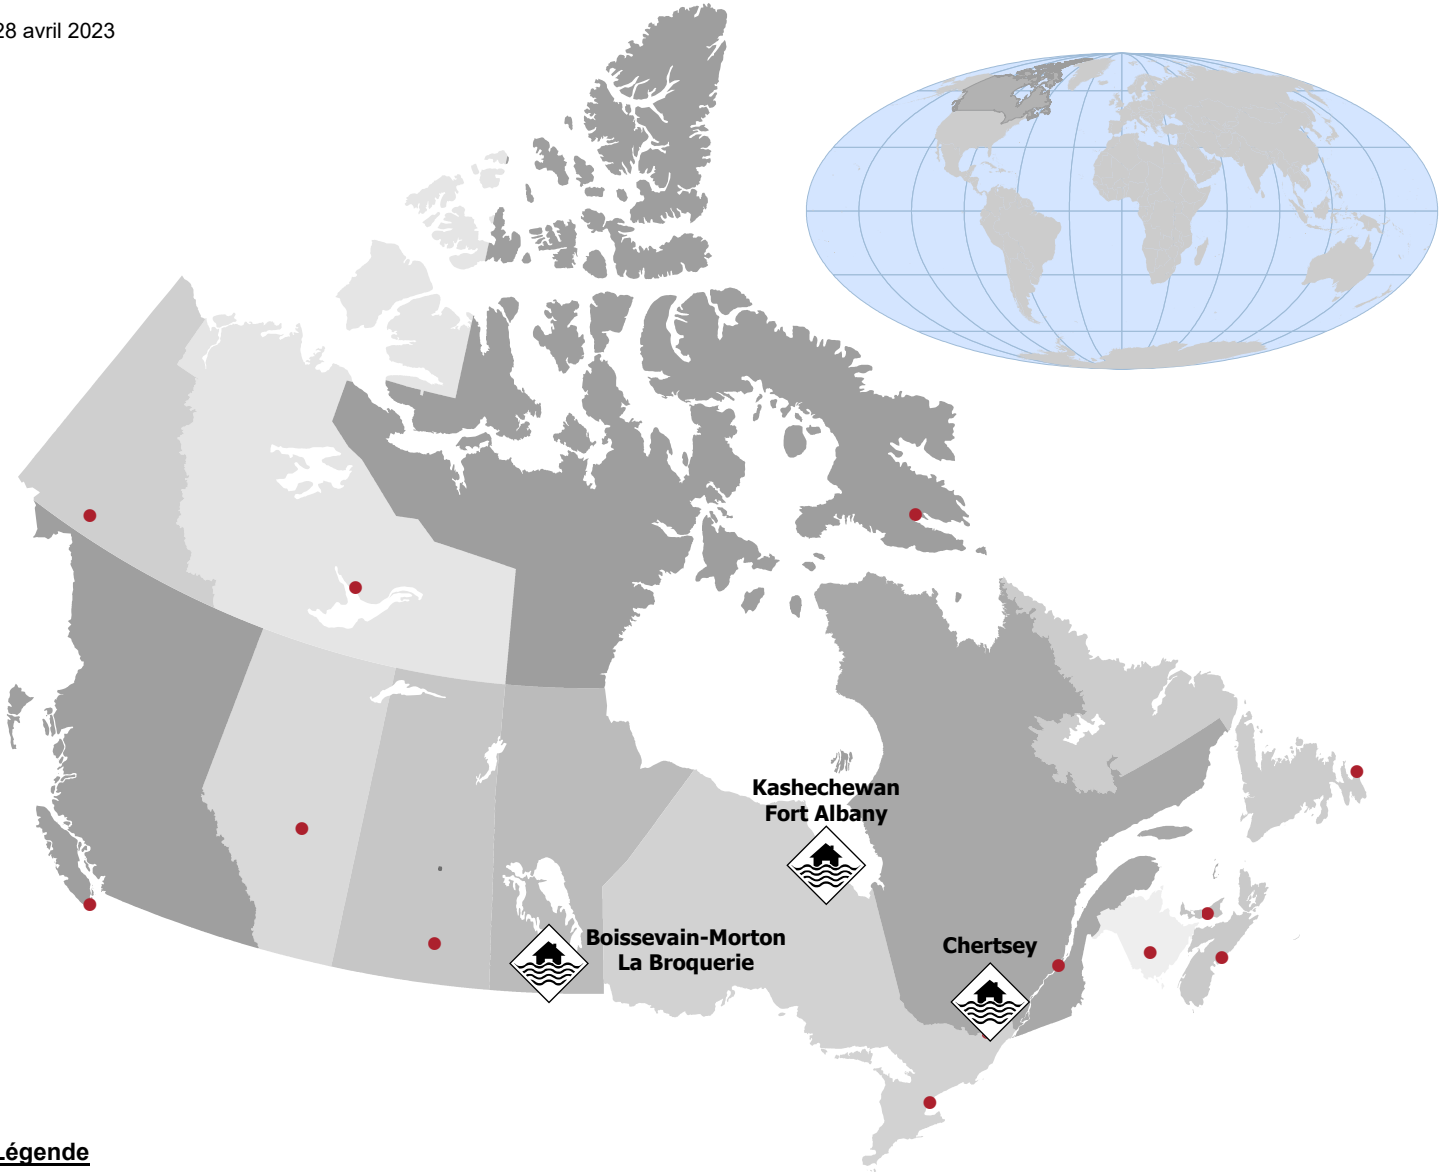 28 avril 2023
Kashechewan
Fort Albany
Boissevain-Morton
La Broquerie
Chertsey
Légende